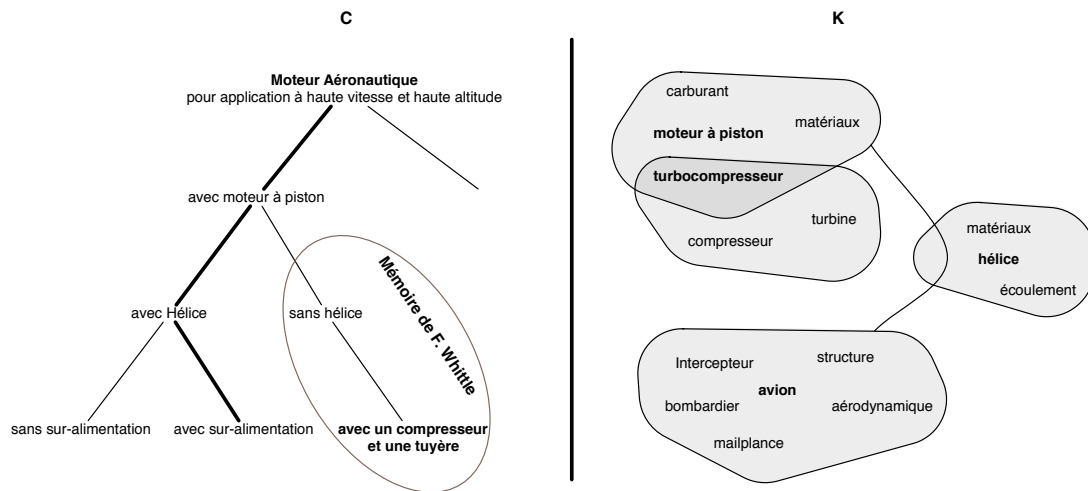 C
K
Moteur Aéronautique
pour application à haute vitesse et haute altitude
avec moteur à piston
avec Hélice
sans hélice
Mémoire de F. Whittle
sans sur-alimentation
avec sur-alimentation
avec un compresseur
et une tuyère
carburant
matériaux
moteur à piston
turbocompresseur
turbine
compresseur
matériaux
hélice
écoulement
Intercepteur
structure
avion
bombardier
aérodynamique
mailplance